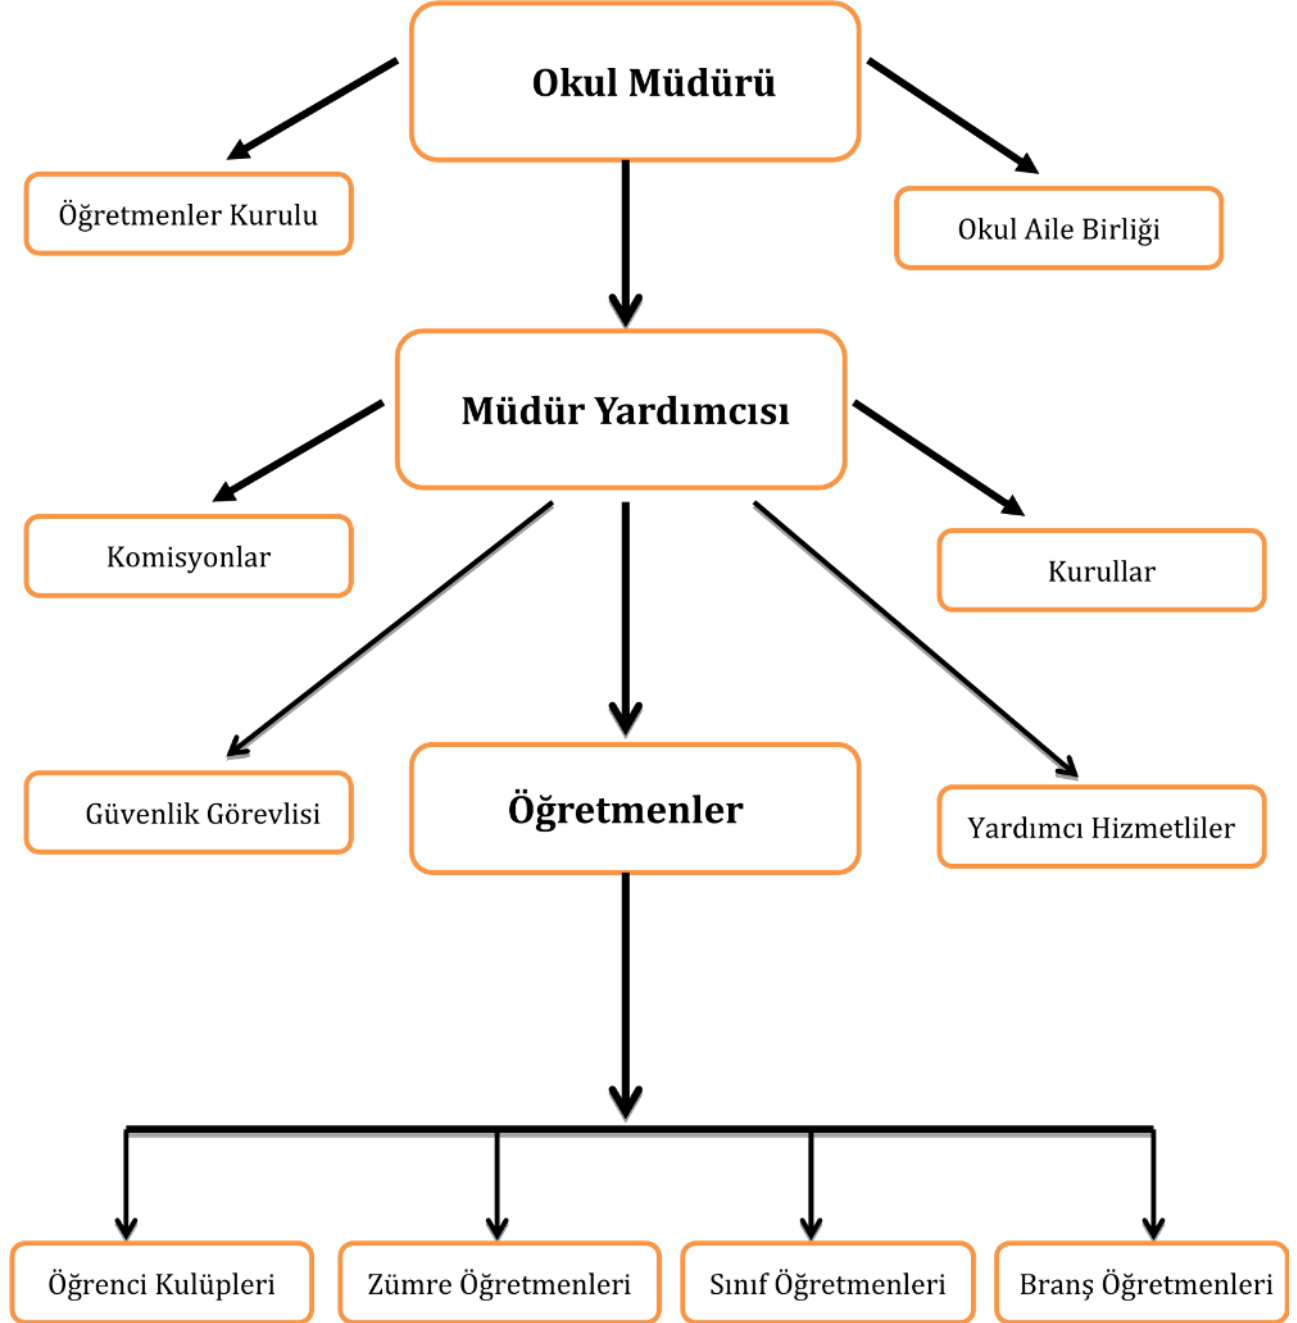 Okul Müdürü
Öğretmenler Kurulu
Okul Aile Birliği
Müdür Yardımcısı
Komisyonlar
Kurullar
Güvenlik Görevlisi
Öğretmenler
Yardımcı Hizmetliler
Öğrenci Kulüpleri
Zümre Öğretmenleri
Sınıf Öğretmenleri
Branş Öğretmenleri